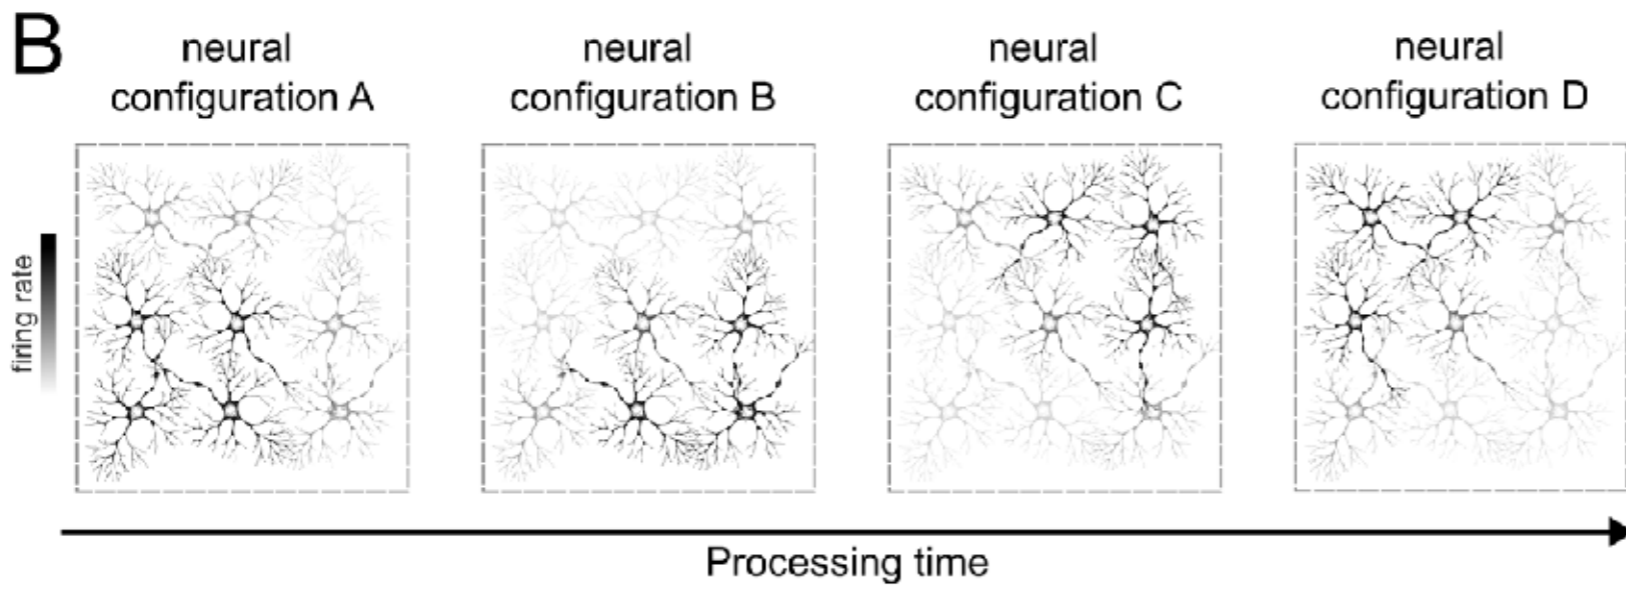 B
neural
configuration A
neural
configuration B
neural
configuration C
neural
configuration D
firing rate
Processing time